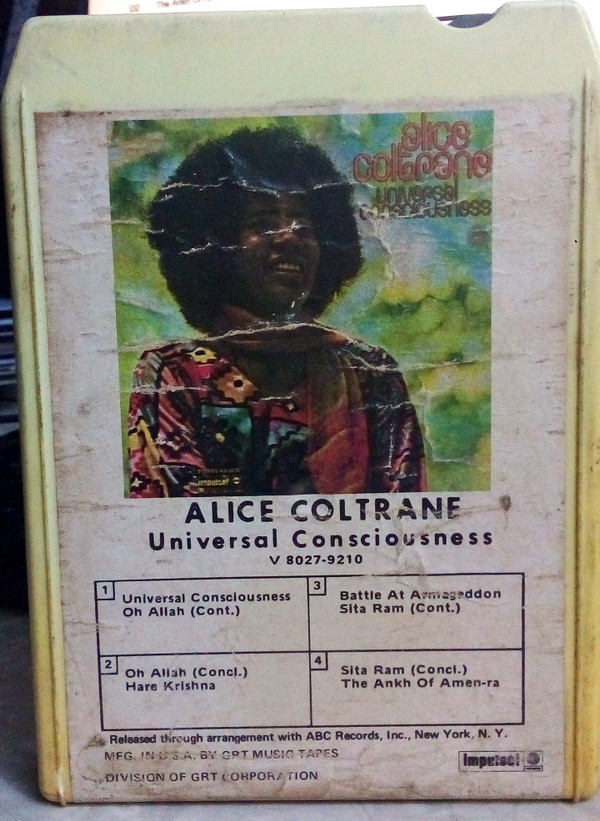 alice
coltrane
universal
consciousness
impulse!
ALICE COLTRANE
Universal Consciousness
V 8027-9210
1
Universal Consciousness
Oh Allah (Cont.)
3
Battle At Armageddon
Sita Ram (Cont.)
2
Oh Allah (Concl.)
Hare Krishna
4
Sita Ram (Concl.)
The Ankh Of Amen-ra
Released through arrangement with ABC Records, Inc., New York, N. Y.
MFG. IN U.S.A. BY GRT MUSIC TAPES
DIVISION OF GRT CORPORATION
impulse!